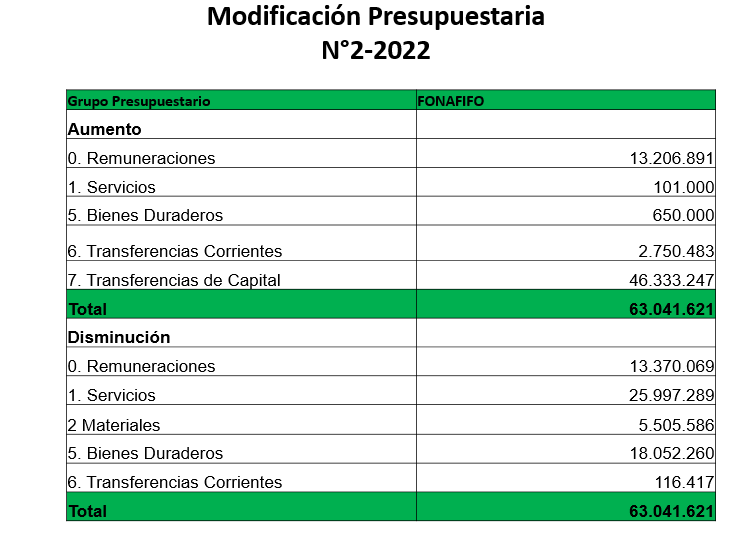 Modificación Presupuestaria
N°2-2022
Grupo Presupuestario FONAFIFO
Aumento
0. Remuneraciones 13.206.891
1. Servicios 101.000
5. Bienes Duraderos 650.000
6. Transferencias Corrientes 2.750.483
7. Transferencias de Capital 46.333.247
Total 63.041.621
Disminución
0. Remuneraciones 13.370.069
1. Servicios 25.997.289
2 Materiales 5.505.586
5. Bienes Duraderos 18.052.260
6. Transferencias Corrientes 116.417
Total 63.041.621